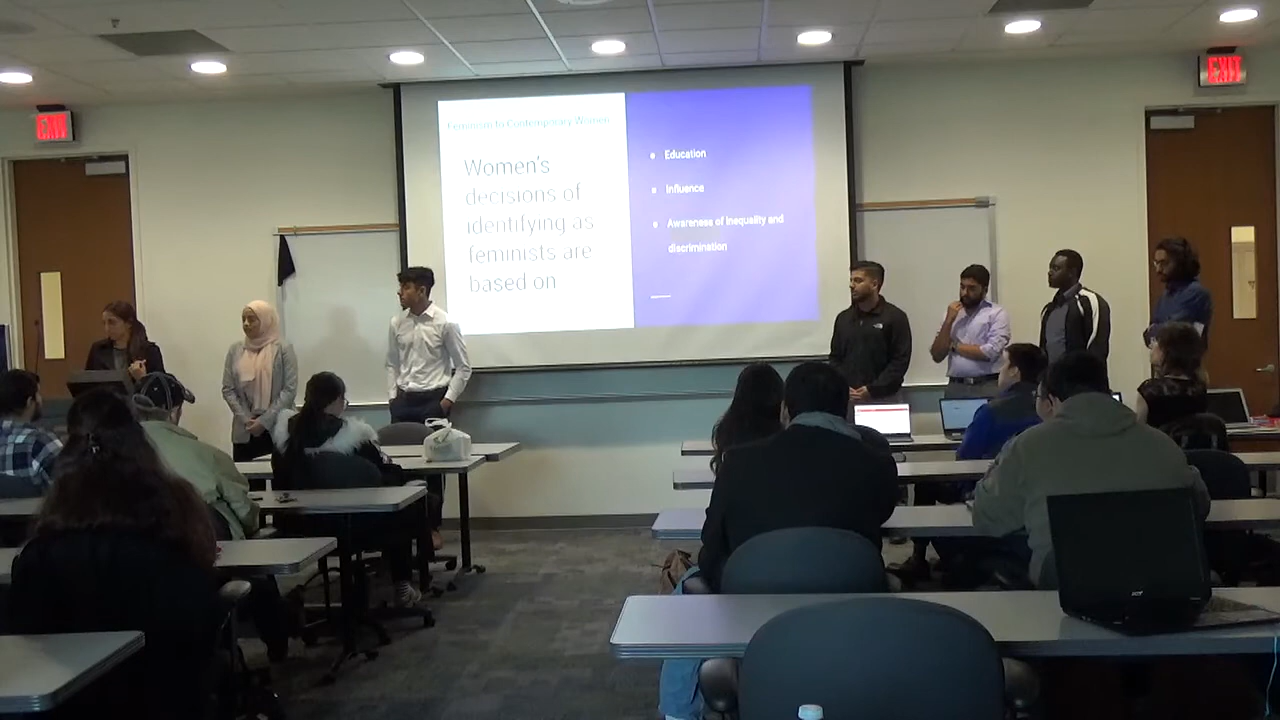 EXIT
EXIT
Feminism to Contemporary Women
Women's
decisions of
identifying as
feminists are
based on
Education
Influence
Awareness of Inequality and
discrimination
acer